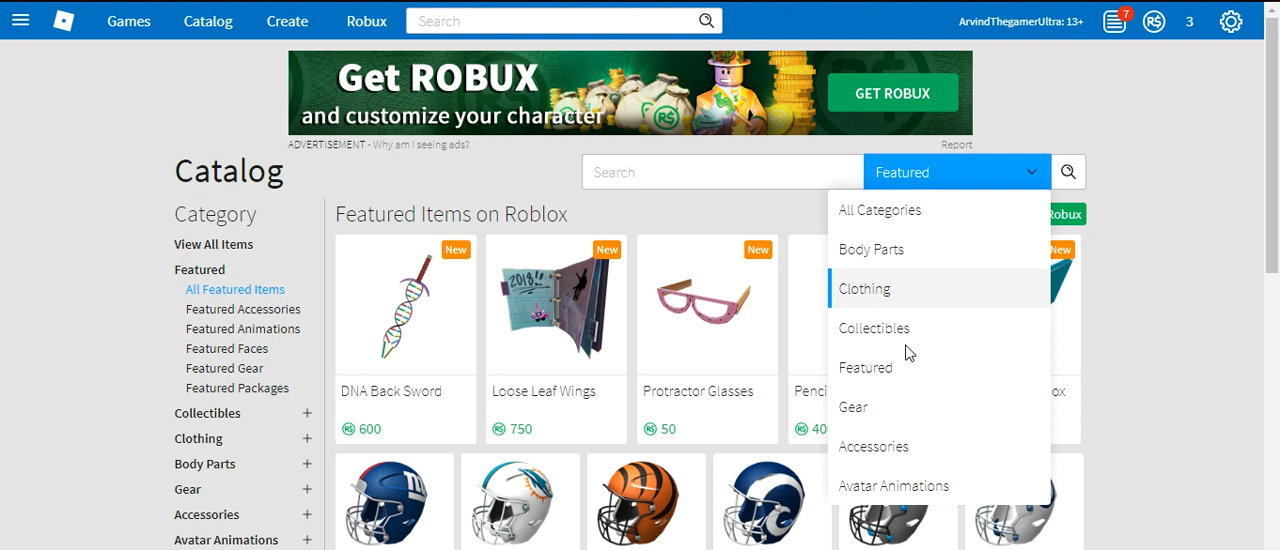 Games
Catalog
Create
Robux
Search
ArvindThegamerUltra: 13+
7
3
Get ROBUX
and customize your character
GET ROBUX
ADVERTISEMENT - Why am I seeing ads?
Report
Catalog
Search
Featured
All Categories
Body Parts
Clothing
Collectibles
Featured
Gear
Accessories
Avatar Animations
Category
View All Items
Featured
All Featured Items
Featured Accessories
Featured Animations
Featured Faces
Featured Gear
Featured Packages
Collectibles +
Clothing +
Body Parts +
Gear +
Accessories +
Avatar Animations +
Featured Items on Roblox
Robux
New
New
New
New
2018!!
DNA Back Sword
Loose Leaf Wings
Protractor Glasses
Penci
ox
R$ 600
R$ 750
R$ 50
R$ 40